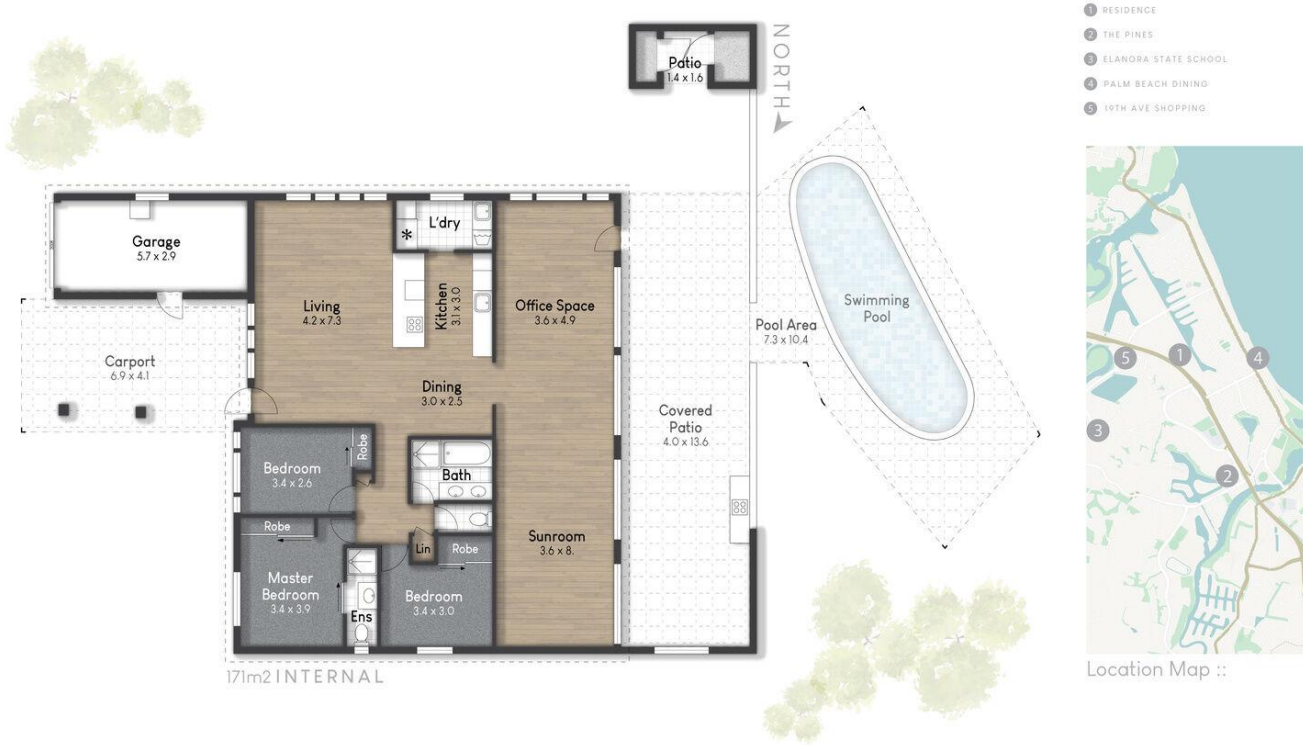 1 RESIDENCE
2 THE PINES
3 ELANORA STATE SCHOOL
4 PALM BEACH DINING
5 19TH AVE SHOPPING
NORTH
Patio
1.4 x 1.6
L'dry
*
Garage
5.7 x 2.9
Living
4.2 x 7.3
Kitchen
3.1 x 3.0
Office Space
3.6 x 4.9
Swimming
Pool
Pool Area
7.3 x 10.4
Carport
6.9 x 4.1
Dining
3.0 x 2.5
Covered
Patio
4.0 x 13.6
Robe
Bedroom
3.4 x 2.6
Bath
Robe
Master
Bedroom
3.4 x 3.9
Ens
Lin
Robe
Bedroom
3.4 x 3.0
Sunroom
3.6 x 8.
171m2 INTERNAL
1
5
4
3
2
Location Map ::